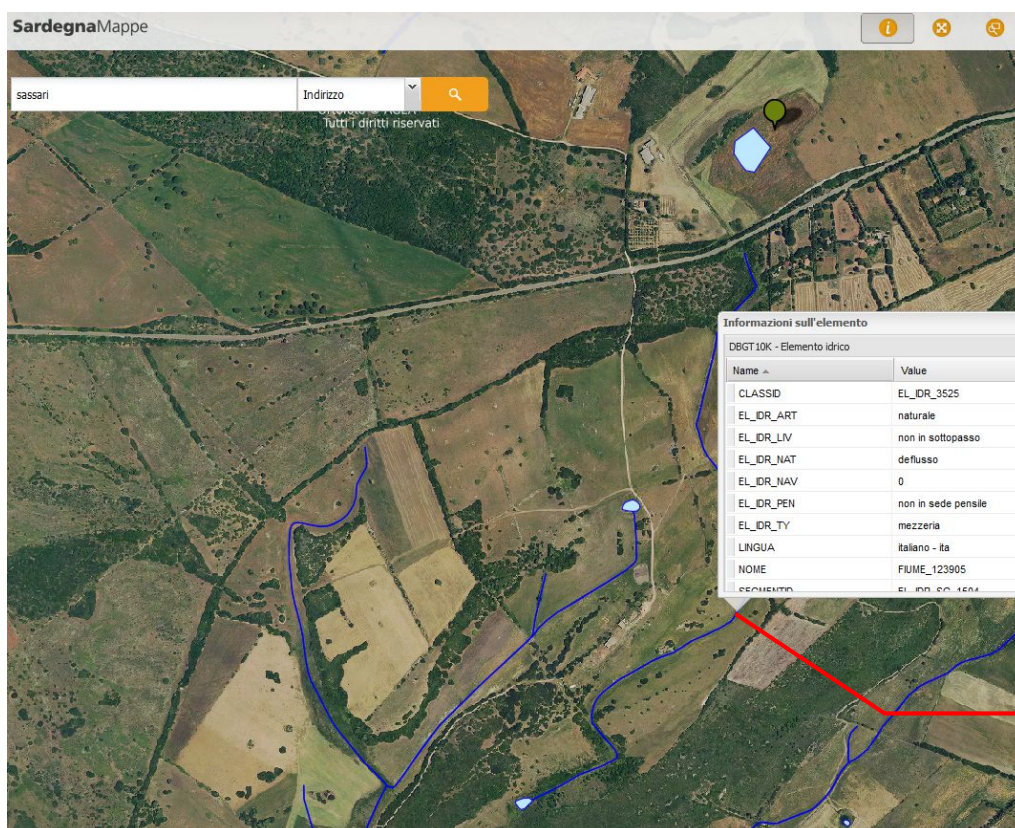 SardegnaMappe
sassari
Indirizzo
Tutti i diritti riservati
Informazioni sull'elemento
DBGT10K - Elemento idrico
Name Value
CLASSID EL_IDR_3525
EL_IDR_ART naturale
EL_IDR_LIV non in sottopasso
EL_IDR_NAT deflusso
EL_IDR_NAV 0
EL_IDR_PEN non in sede pensile
EL_IDR_TY mezzeria
LINGUA italiano - ita
NOME FIUME_123905